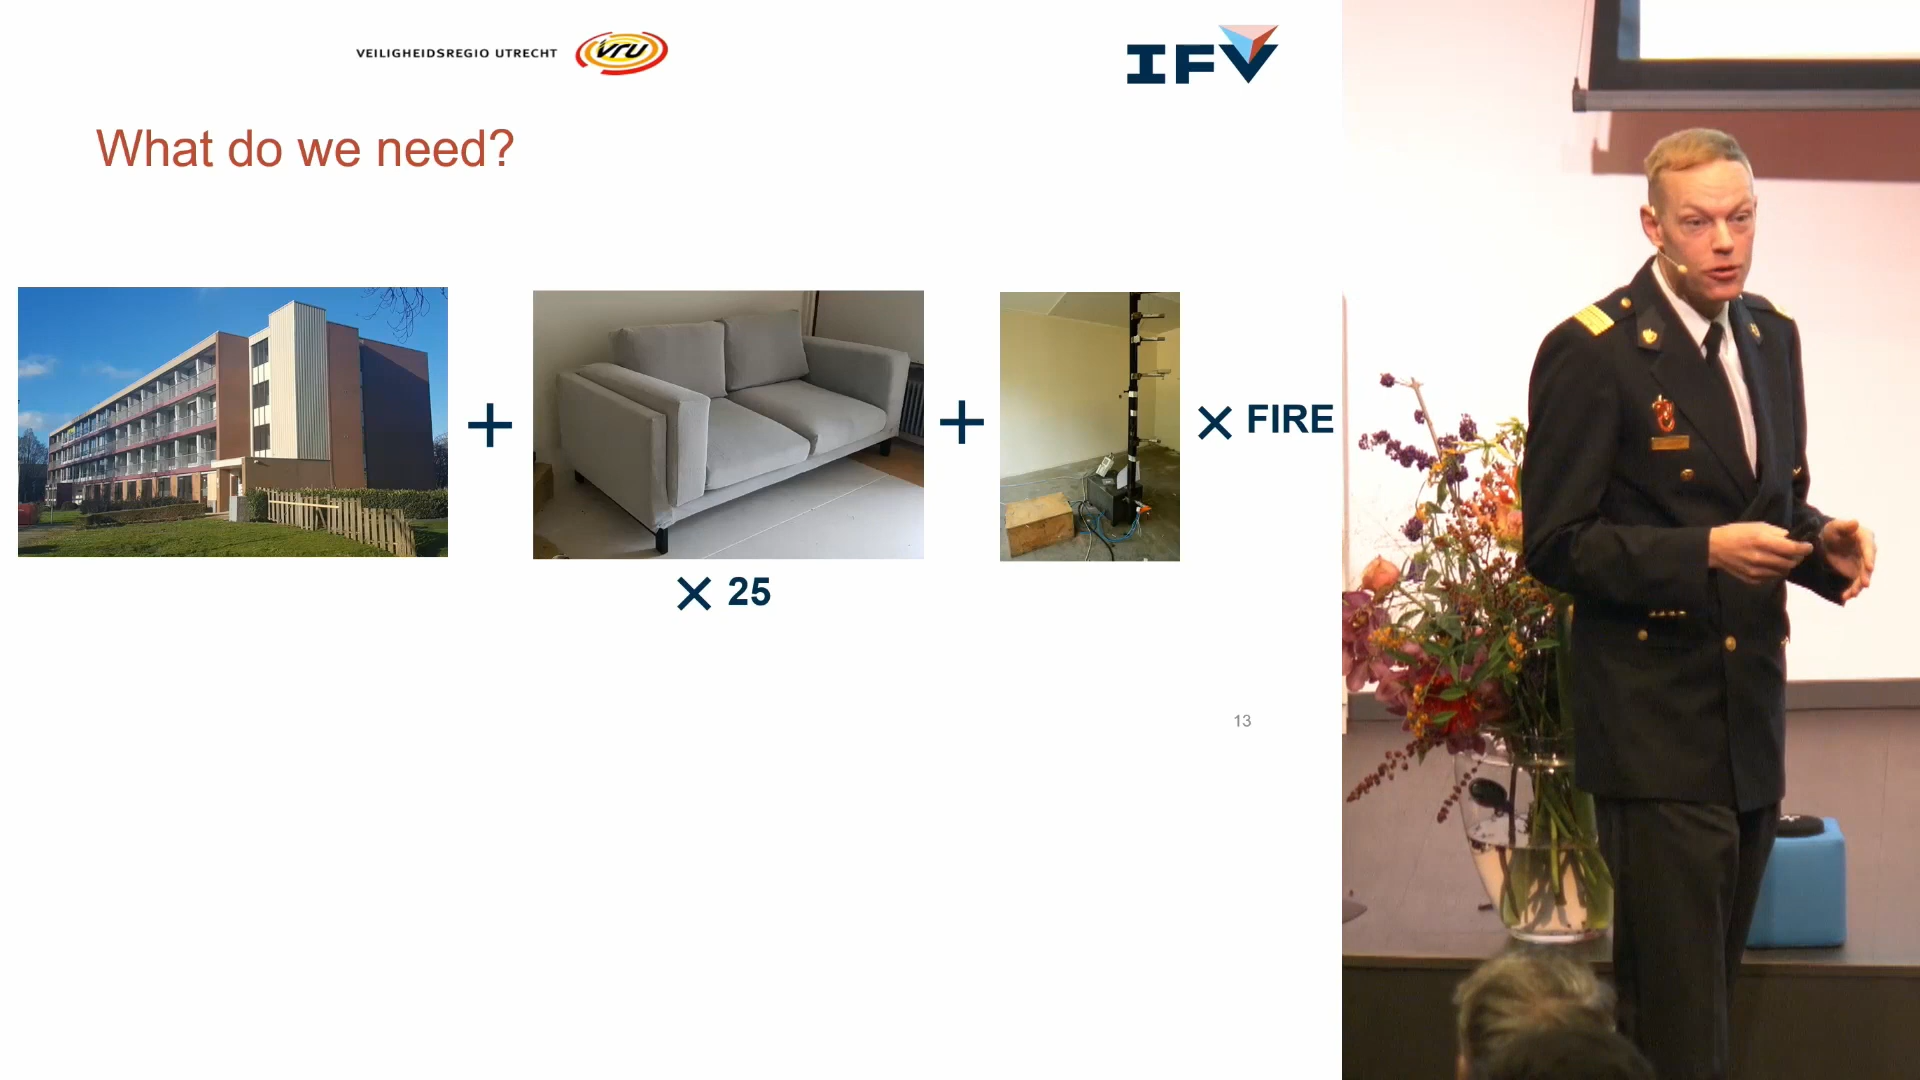 VEILIGHEIDSREGIO UTRECHT
vru
IFV
What do we need?
+
+
× FIRE
× 25
13